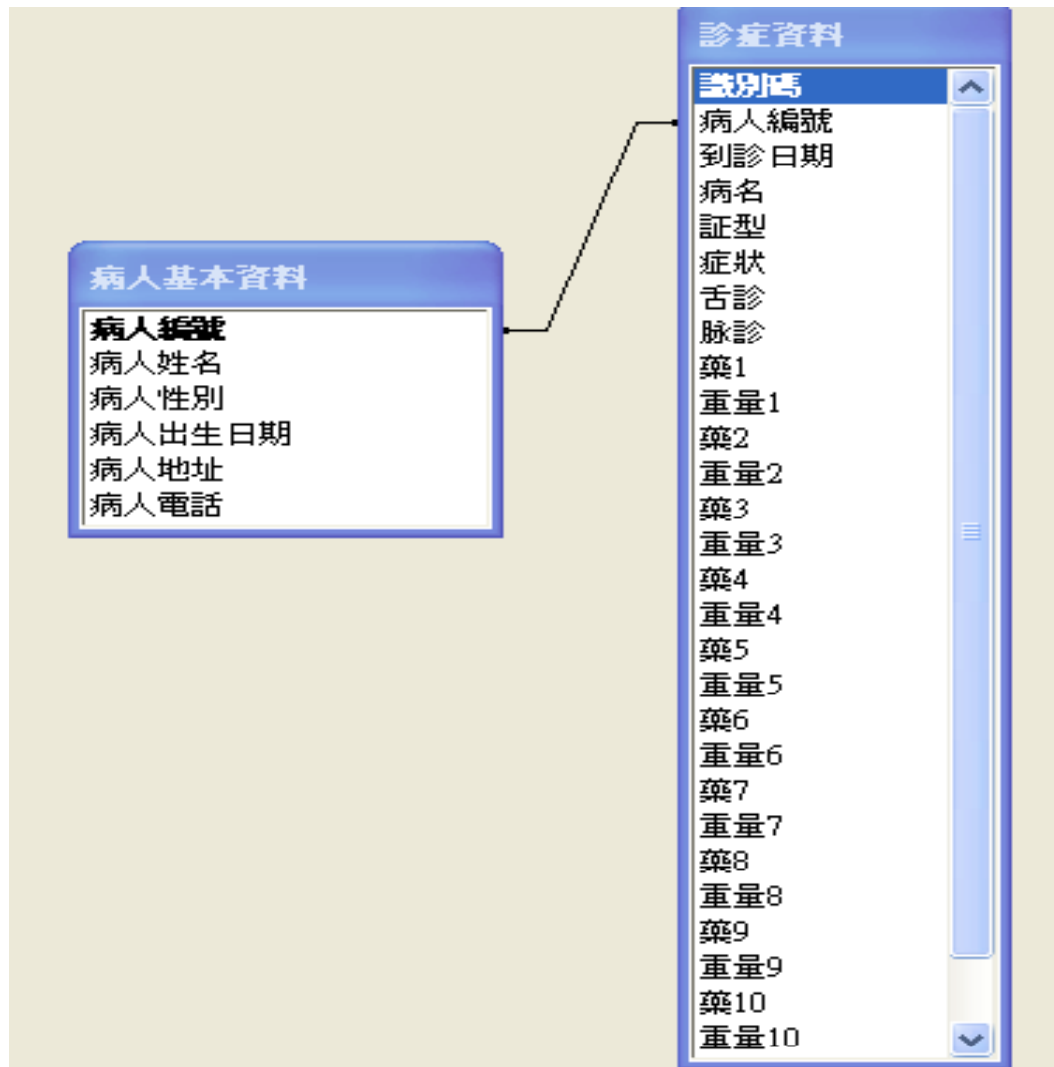 病人基本資料
病人編號
病人姓名
病人性別
病人出生日期
病人地址
病人電話
診症資料
識別碼
病人編號
到診日期
病名
証型
症狀
舌診
脉診
藥1
重量1
藥2
重量2
藥3
重量3
藥4
重量4
藥5
重量5
藥6
重量6
藥7
重量7
藥8
重量8
藥9
重量9
藥10
重量10